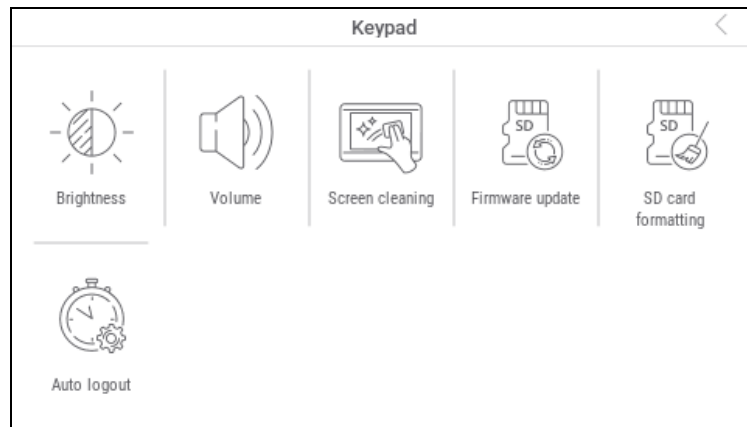 Keypad
SD
SD
Brightness
Volume
Screen cleaning
Firmware update
SD card
formatting
Auto logout